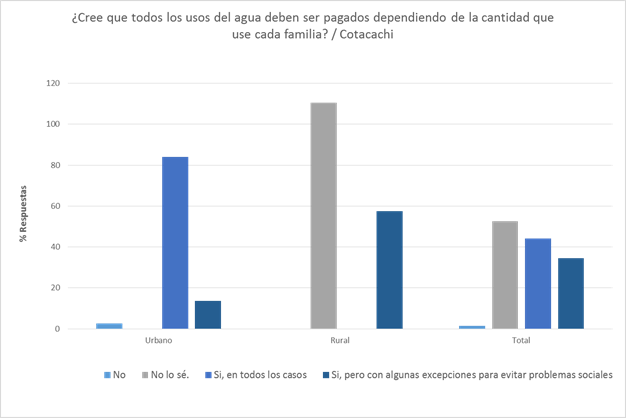 ¿Cree que todos los usos del agua deben ser pagados dependiendo de la cantidad que
use cada familia? / Cotacachi
120
100
80
60
40
20
0
% Respuestas
Urbano
Rural
Total
No
No lo sé.
Si, en todos los casos
Si, pero con algunas excepciones para evitar problemas sociales